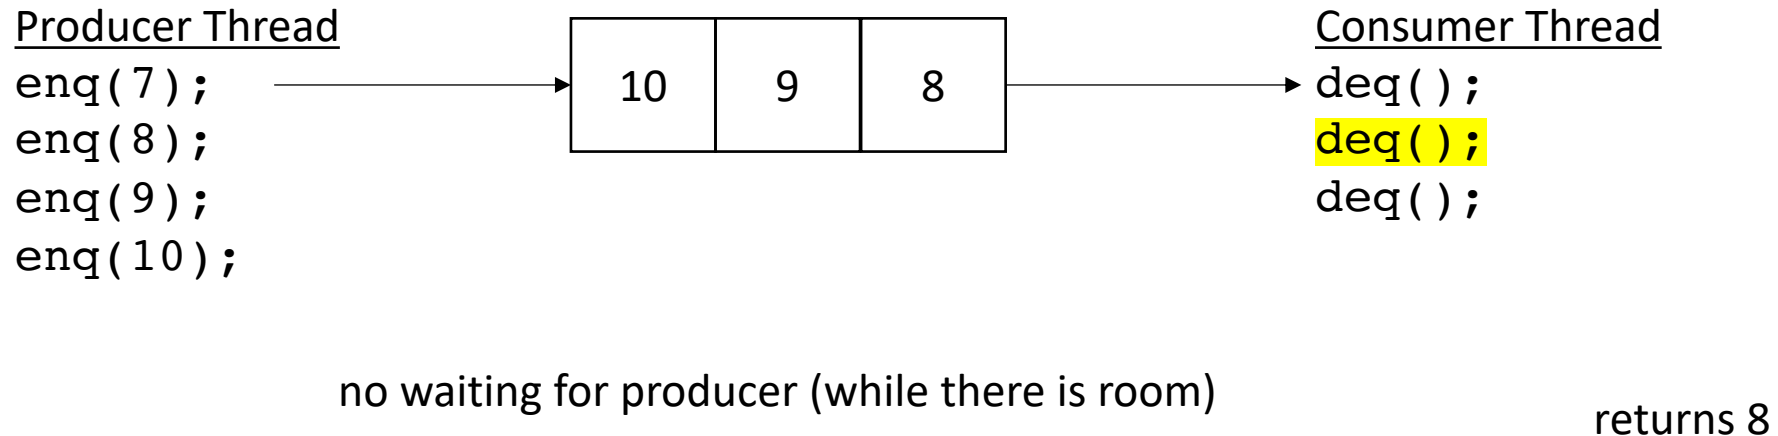 Producer Thread
enq(7);
enq(8);
enq(9);
enq(10);
10 9 8
Consumer Thread
deq();
deq();
deq();
no waiting for producer (while there is room)
returns 8